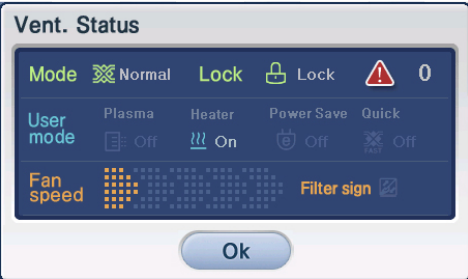 Vent. Status
Mode Normal Lock Lock 0
Plasma Heater Power Save Quick
User mode Off On Off Off
FAST
Fan speed Filter sign
Ok